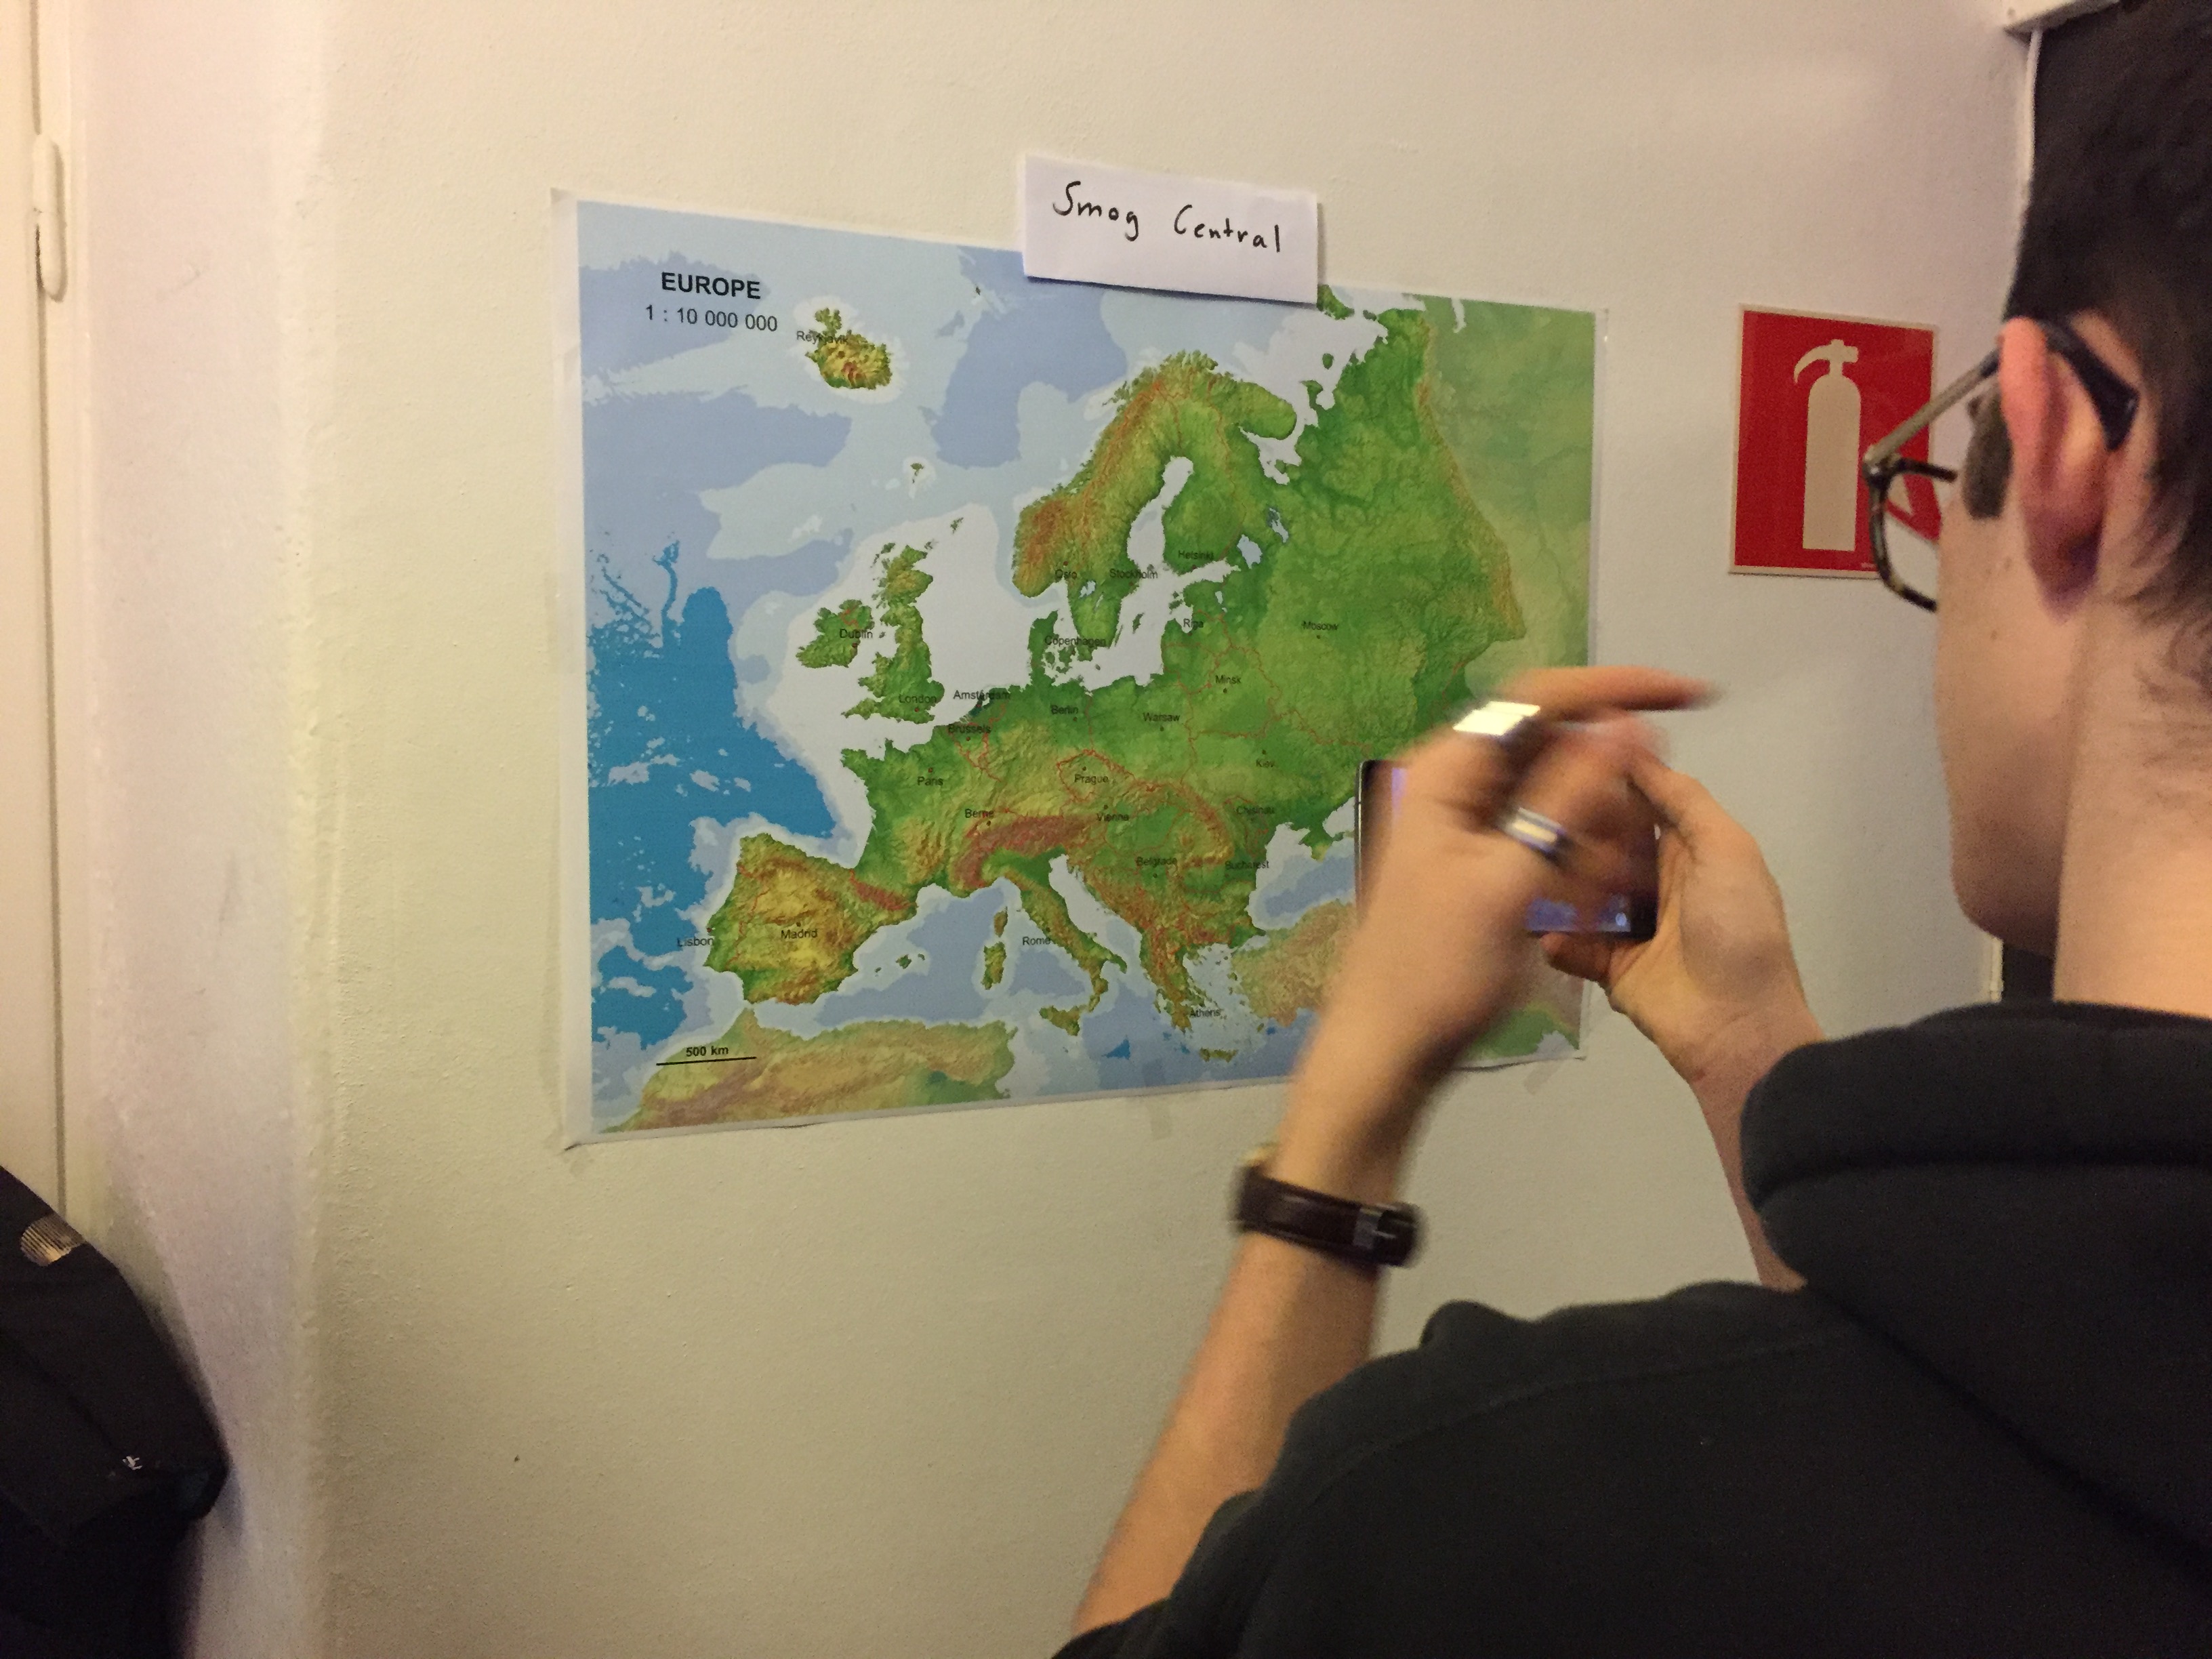 Smog Central
EUROPE
1 : 10 000 000
Reykjavik
Helsinki
Oslo
Stockholm
Riga
Moscow
Dublin
Copenhagen
Minsk
London
Amsterdam
Berlin
Warsaw
Brussels
Kiev
Paris
Prague
Berne
Vienna
Chisinau
Belgrade
Bucharest
Lisbon
Madrid
Rome
Athens
500 km